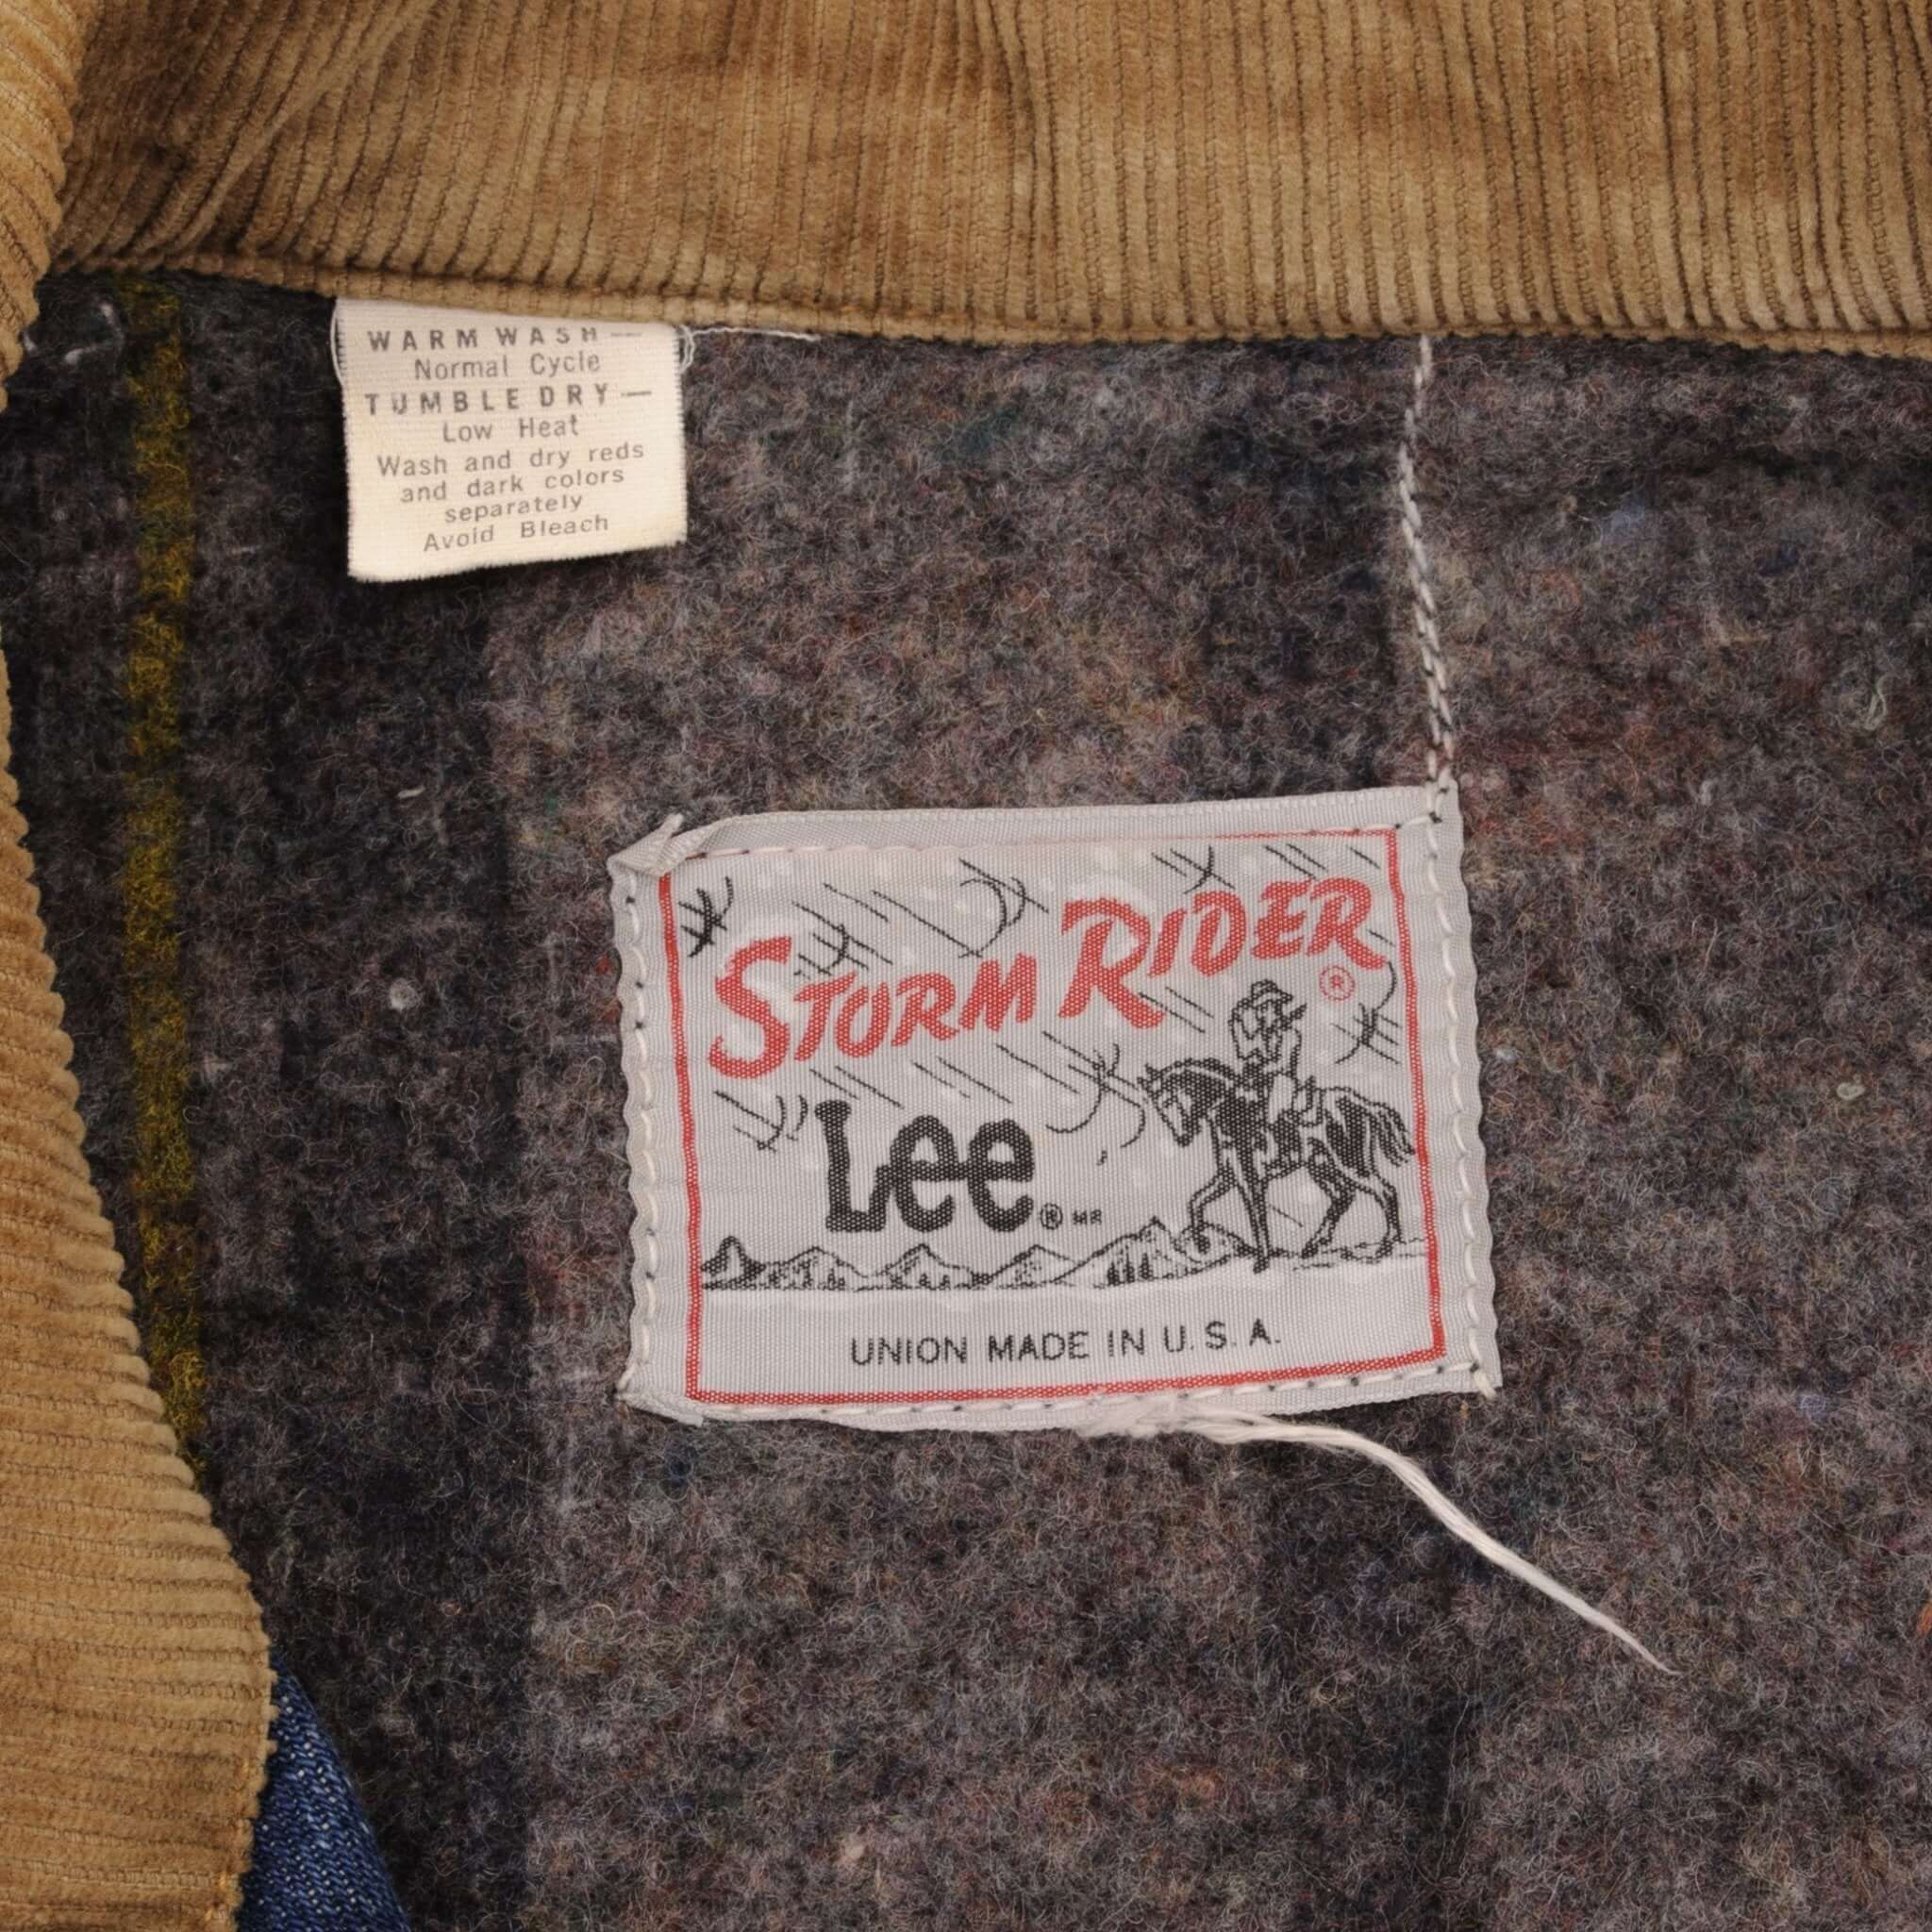 WARM WASH—
Normal Cycle
TUMBLE DRY—
Low Heat
Wash and dry reds
and dark colors
separately
Avoid Bleach
STORM RIDER
®
Lee® MR
UNION MADE IN U.S.A.